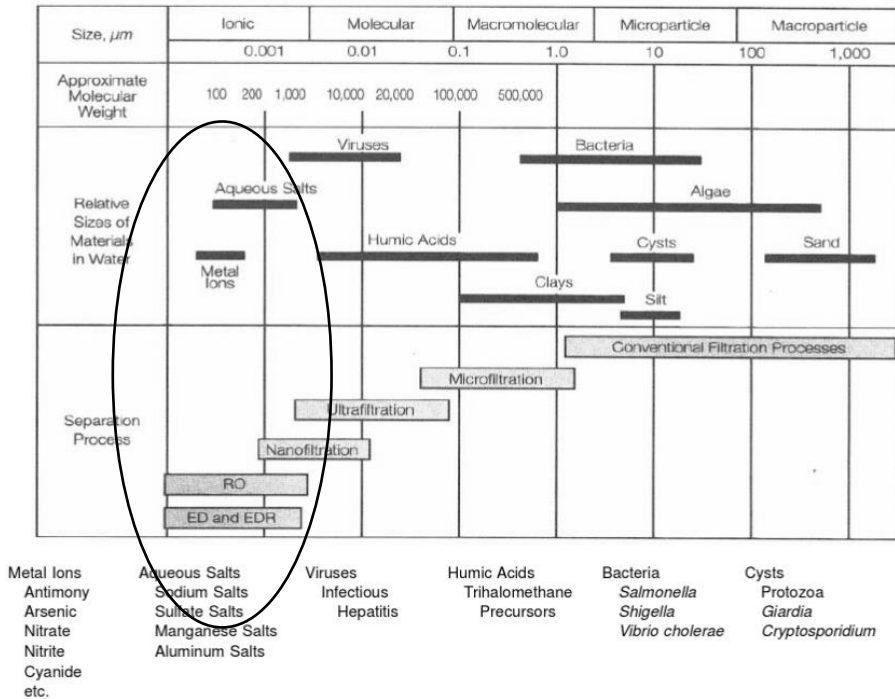 Size, μm
Ionic Molecular Macromolecular Microparticle Macroparticle
0.001 0.01 0.1 1.0 10 100 1,000
Approximate
Molecular
Weight
100 200 1,000 10,000 20,000 100,000 500,000
Relative
Sizes of
Materials
in Water
Viruses
Bacteria
Aqueous Salts
Algae
Humic Acids
Cysts
Sand
Metal
Ions
Clays
Silt
Separation
Process
Conventional Filtration Processes
Microfiltration
Ultrafiltration
Nanofiltration
RO
ED and EDR
Metal Ions
Antimony
Arsenic
Nitrate
Nitrite
Cyanide
etc.
Aqueous Salts
Sodium Salts
Sulfate Salts
Manganese Salts
Aluminum Salts
Viruses
Infectious
Hepatitis
Humic Acids
Trihalomethane
Precursors
Bacteria
Salmonella
Shigella
Vibrio cholerae
Cysts
Protozoa
Giardia
Cryptosporidium